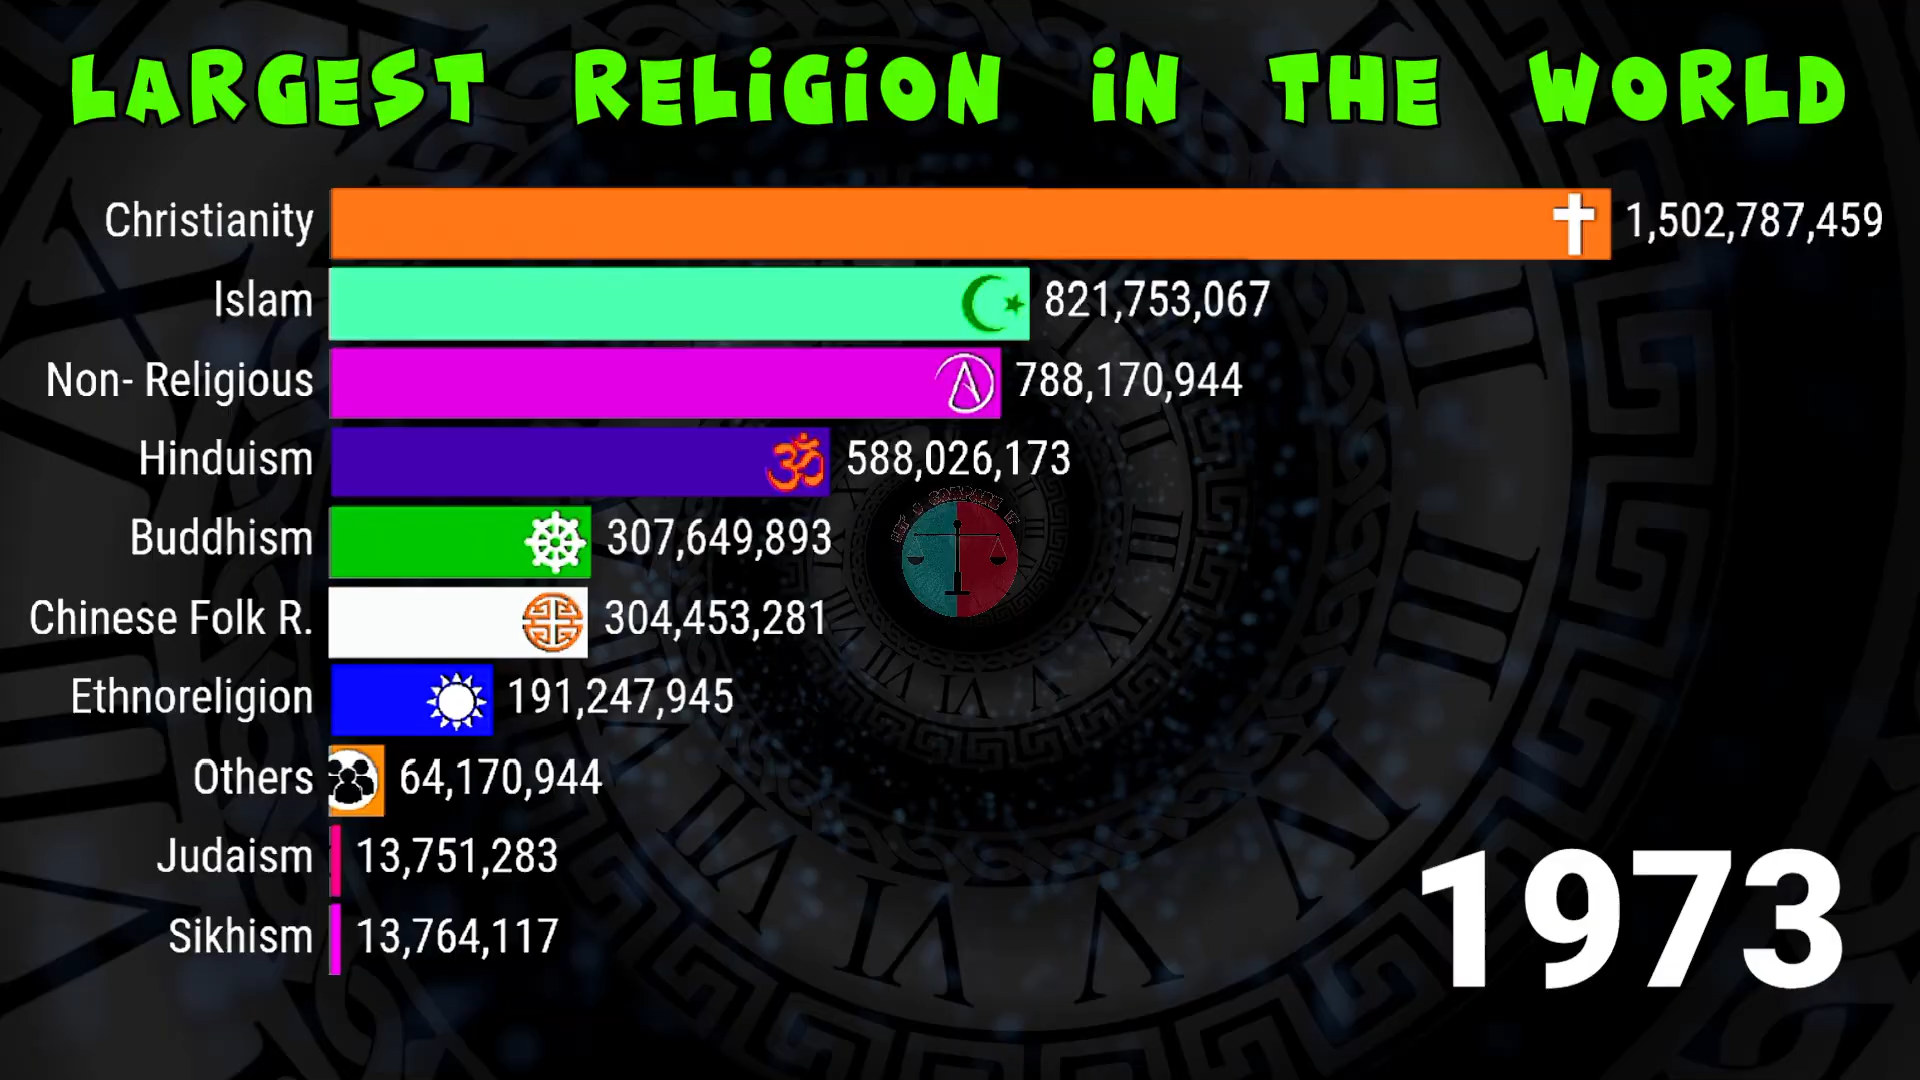 LARGEST RELiGiON iN THE WORLD
Christianity 1,502,787,459
Islam 821,753,067
Non- Religious 788,170,944
Hinduism 588,026,173
Buddhism 307,649,893
Chinese Folk R. 304,453,281
Ethnoreligion 191,247,945
Others 64,170,944
Judaism 13,751,283
Sikhism 13,764,117
1973